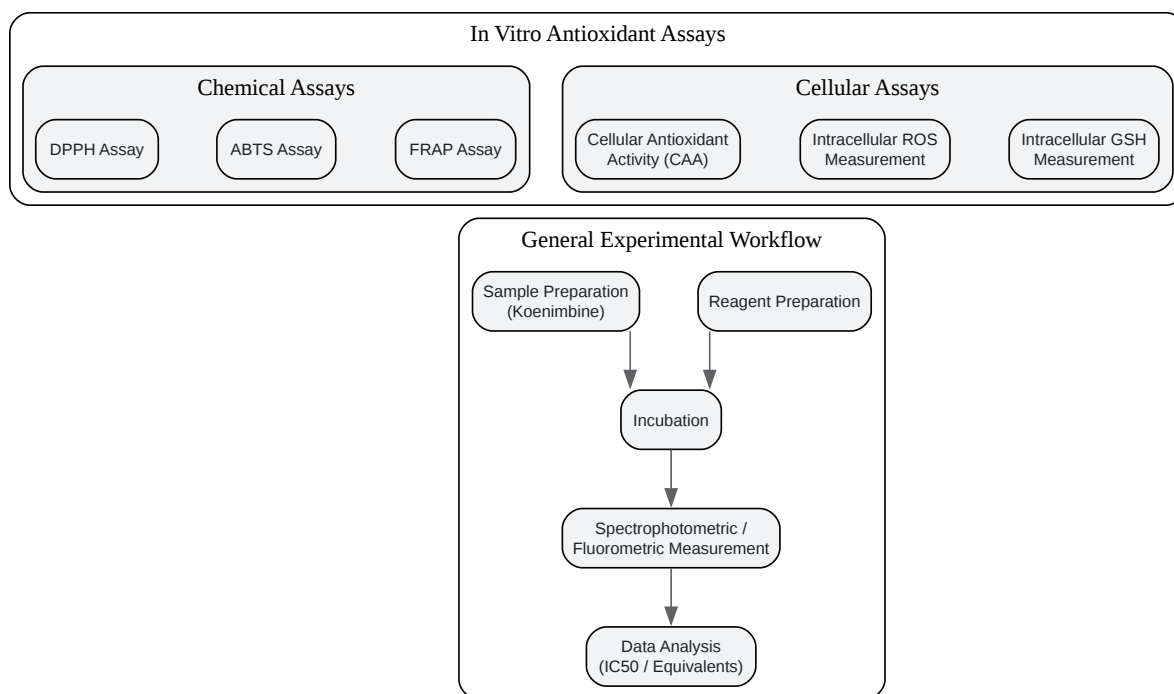 In Vitro Antioxidant Assays
Chemical Assays
DPPH Assay
ABTS Assay
FRAP Assay
Cellular Assays
Cellular Antioxidant
Activity (CAA)
Intracellular ROS
Measurement
Intracellular GSH
Measurement
General Experimental Workflow
Sample Preparation
(Koenimbine)
Reagent Preparation
Incubation
Spectrophotometric /
Fluorometric Measurement
Data Analysis
(IC50 / Equivalents)